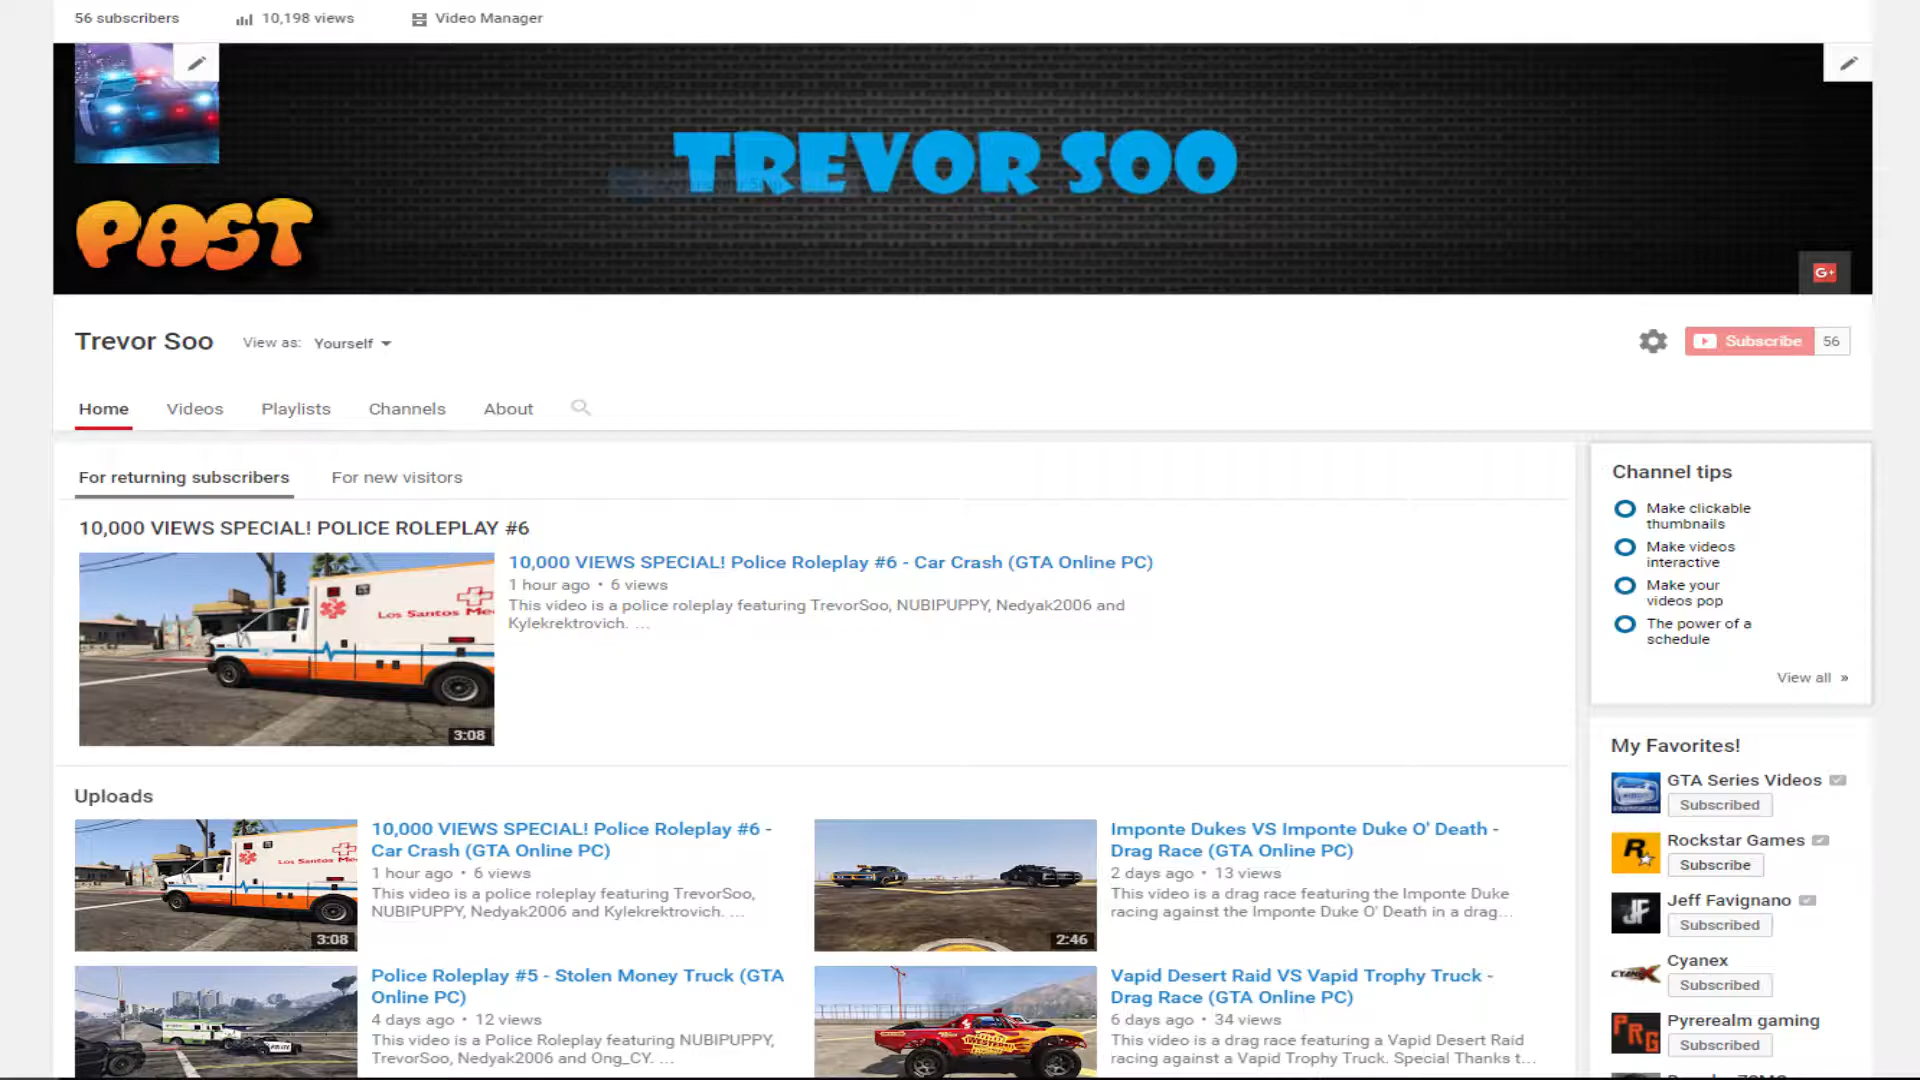 56 subscribers
10,198 views
Video Manager
TREVOR SOO
PAST
G+
Trevor Soo
View as: Yourself
Subscribe 56
Home
Videos
Playlists
Channels
About
For returning subscribers
For new visitors
10,000 VIEWS SPECIAL! POLICE ROLEPLAY #6
Los Santos Me
3:08
10,000 VIEWS SPECIAL! Police Roleplay #6 - Car Crash (GTA Online PC)
1 hour ago • 6 views
This video is a police roleplay featuring TrevorSoo, NUBIPUPPY, Nedyak2006 and
Kylekrektrovich. ...
Uploads
Los Santos Me
3:08
10,000 VIEWS SPECIAL! Police Roleplay #6 -
Car Crash (GTA Online PC)
1 hour ago • 6 views
This video is a police roleplay featuring TrevorSoo,
NUBIPUPPY, Nedyak2006 and Kylekrektrovich. ...
2:46
Imponte Dukes VS Imponte Duke O' Death -
Drag Race (GTA Online PC)
2 days ago • 13 views
This video is a drag race featuring the Imponte Duke
racing against the Imponte Duke O' Death in a drag...
Police Roleplay #5 - Stolen Money Truck (GTA
Online PC)
4 days ago • 12 views
This video is a Police Roleplay featuring NUBIPUPPY,
TrevorSoo, Nedyak2006 and Ong_CY. ...
Vapid Desert Raid VS Vapid Trophy Truck -
Drag Race (GTA Online PC)
6 days ago • 34 views
This video is a drag race featuring a Vapid Desert Raid
racing against a Vapid Trophy Truck. Special Thanks t...
Channel tips
Make clickable
thumbnails
Make videos
interactive
Make your
videos pop
The power of a
schedule
View all »
My Favorites!
GTA Series Videos
Subscribed
R
Rockstar Games
Subscribe
JF
Jeff Favignano
Subscribed
CYANEX
Cyanex
Subscribed
PRG
Pyrerealm gaming
Subscribed